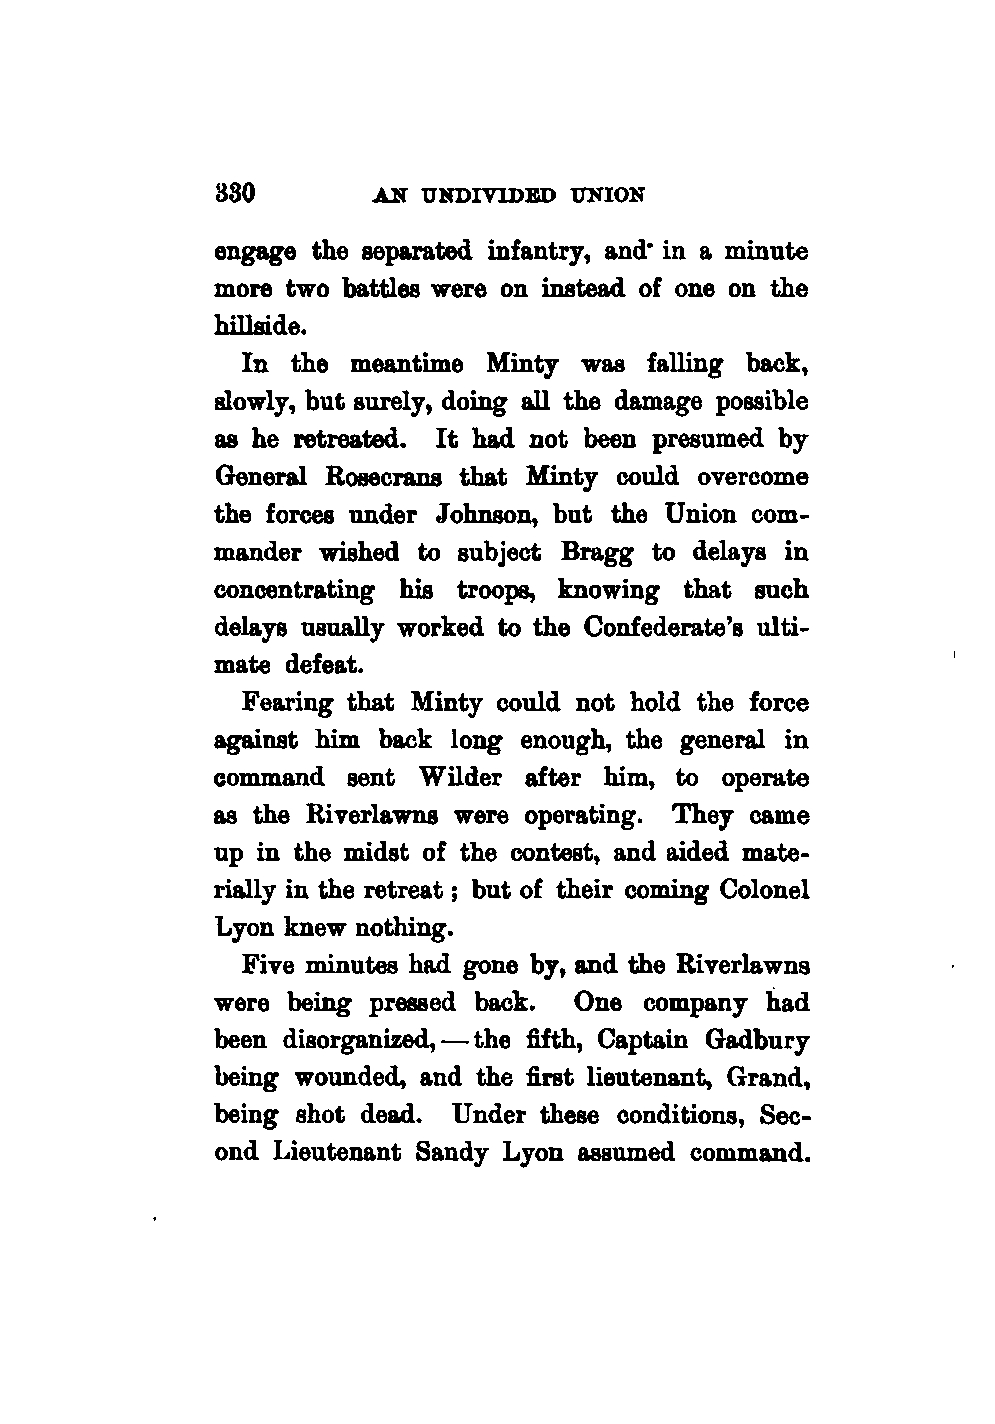 330 AN UNDIVIDED UNION
engage the separated infantry, and in a minute
more two battles were on instead of one on the
hillside.
In the meantime Minty was falling back,
slowly, but surely, doing all the damage possible
as he retreated. It had not been presumed by
General Rosecrans that Minty could overcome
the forces under Johnson, but the Union com-
mander wished to subject Bragg to delays in
concentrating his troops, knowing that such
delays usually worked to the Confederate's ulti-
mate defeat.
Fearing that Minty could not hold the force
against him back long enough, the general in
command sent Wilder after him, to operate
as the Riverlawns were operating. They came
up in the midst of the contest, and aided mate-
rially in the retreat; but of their coming Colonel
Lyon knew nothing.
Five minutes had gone by, and the Riverlawns
were being pressed back. One company had
been disorganized,—the fifth, Captain Gadbury
being wounded, and the first lieutenant, Grand,
being shot dead. Under these conditions, Sec-
ond Lieutenant Sandy Lyon assumed command.